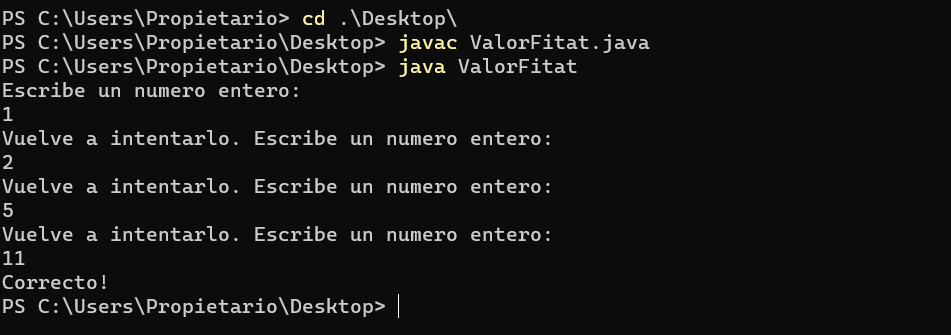 PS C:\Users\Propietario> cd .\Desktop\
PS C:\Users\Propietario\Desktop> javac ValorFitat.java
PS C:\Users\Propietario\Desktop> java ValorFitat
Escribe un numero entero:
1
Vuelve a intentarlo. Escribe un numero entero:
2
Vuelve a intentarlo. Escribe un numero entero:
5
Vuelve a intentarlo. Escribe un numero entero:
11
Correcto!
PS C:\Users\Propietario\Desktop>